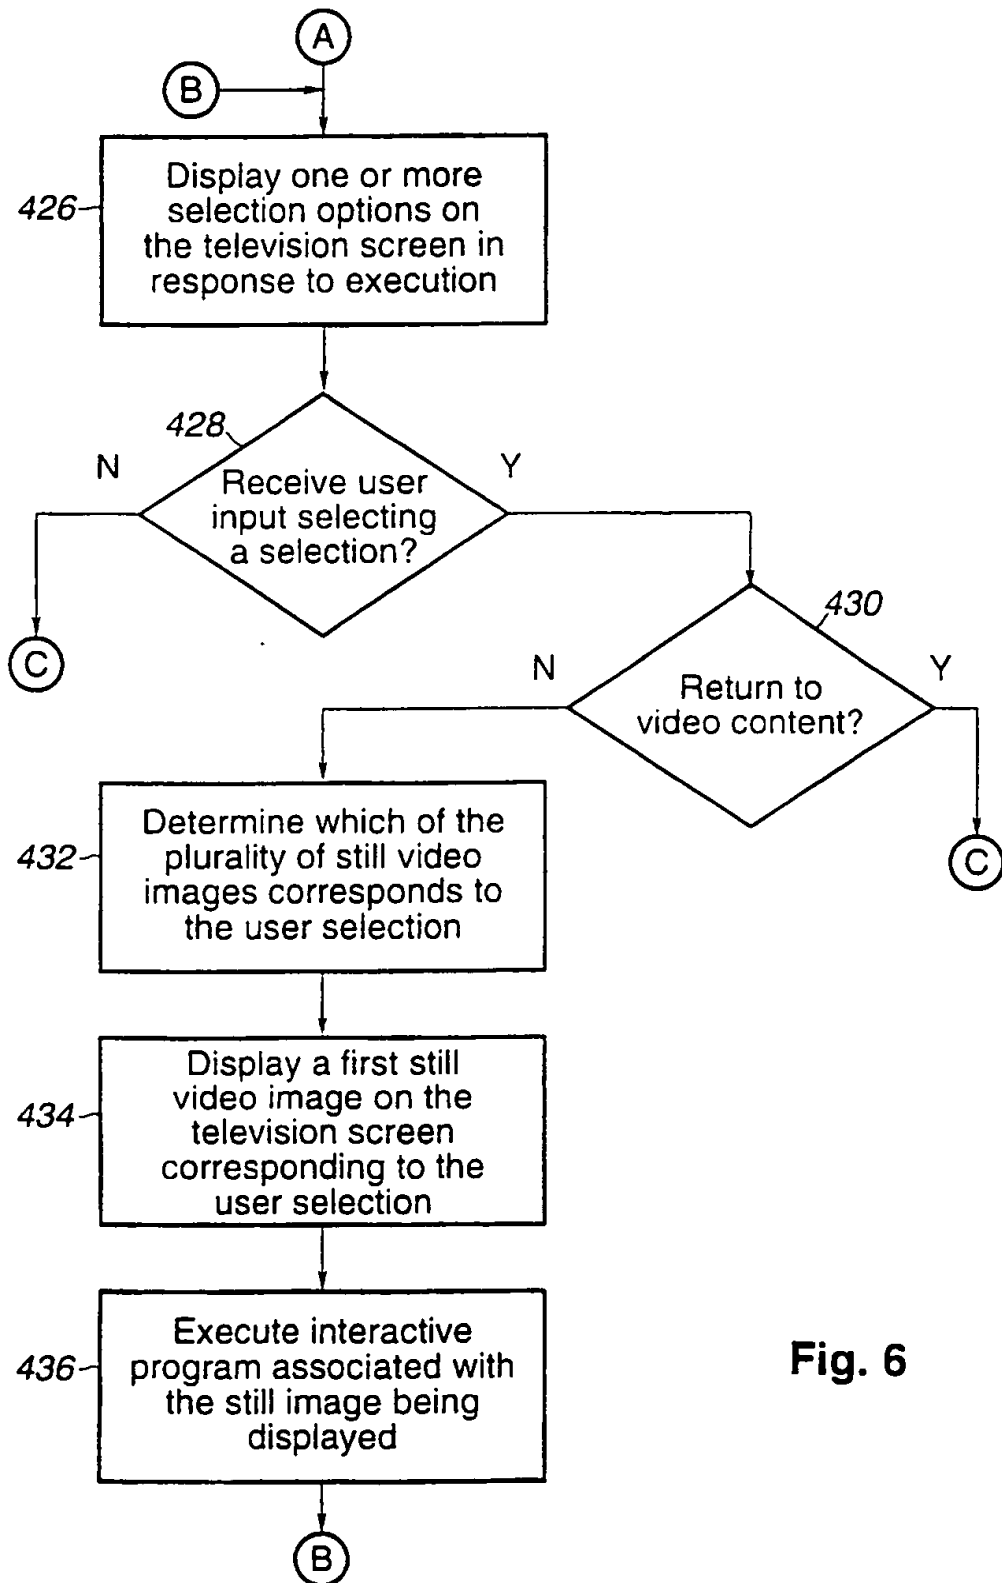 A
B
426
Display one or more
selection options on
the television screen in
response to execution
428
N
Y
Receive user
input selecting
a selection?
C
430
N
Y
Return to
video content?
C
432
Determine which of the
plurality of still video
images corresponds to
the user selection
434
Display a first still
video image on the
television screen
corresponding to the
user selection
436
Execute interactive
program associated with
the still image being
displayed
B
Fig. 6